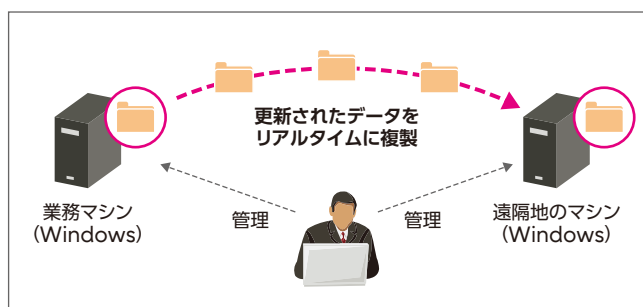 更新されたデータを
リアルタイムに複製
業務マシン
（Windows）
管理
管理
遠隔地のマシン
（Windows）